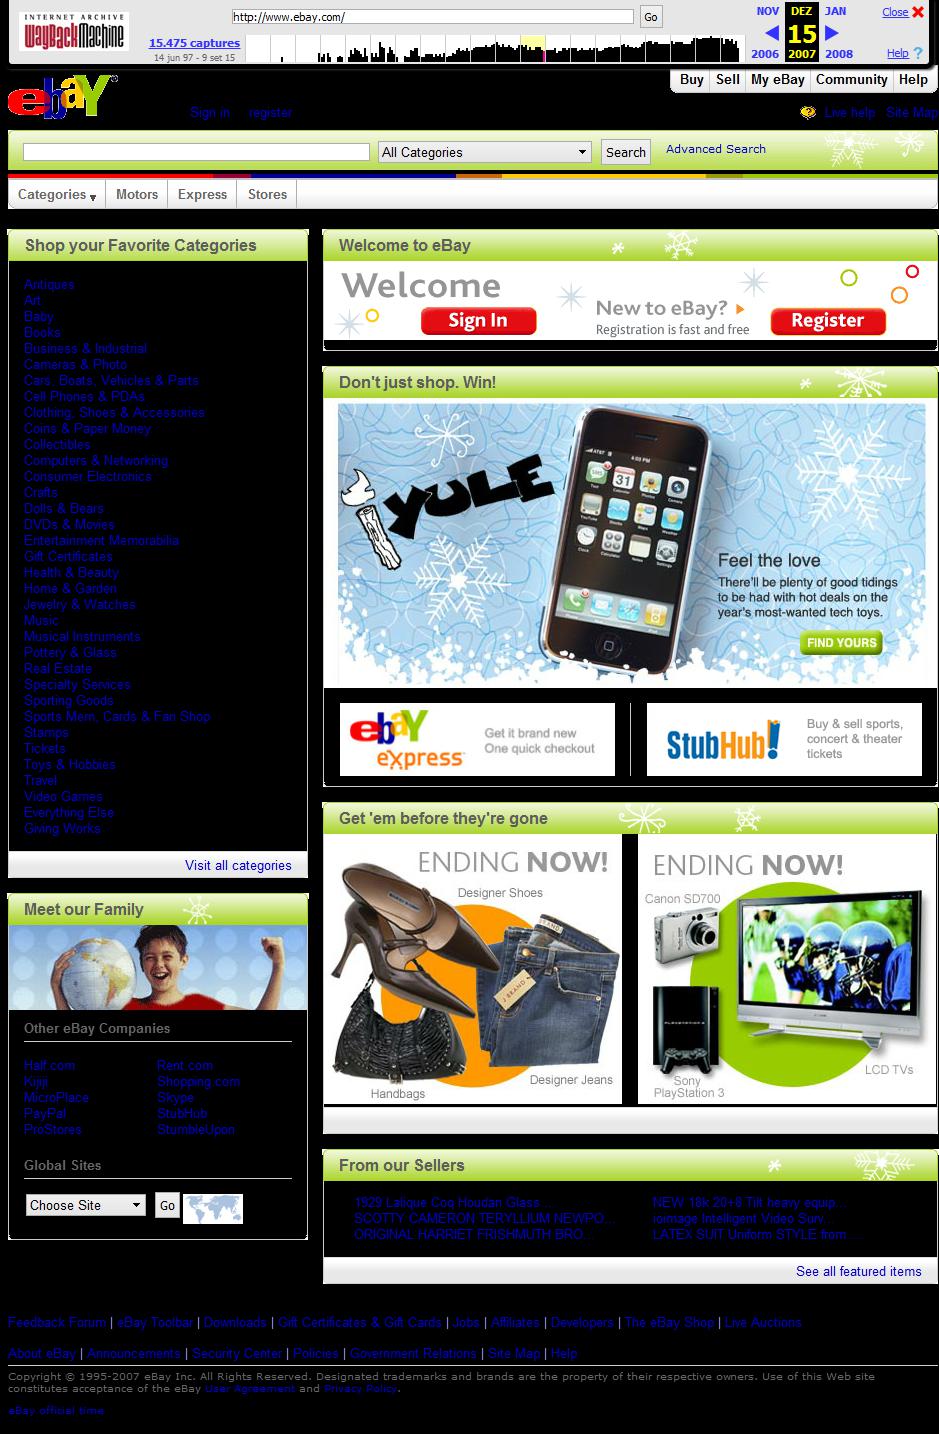 INTERNET ARCHIVE
WayBackMachine
http://www.ebay.com/
Go
15.475 captures
14 jun 97 - 9 set 15
NOV DEZ JAN
15
2006 2007 2008
Close
Help
Buy Sell My eBay Community Help
ebay
Sign in register
Live help Site Map
All Categories Search Advanced Search
Categories Motors Express Stores
Shop your Favorite Categories
Antiques
Art
Baby
Books
Business & Industrial
Cameras & Photo
Cars, Boats, Vehicles & Parts
Cell Phones & PDAs
Clothing, Shoes & Accessories
Coins & Paper Money
Collectibles
Computers & Networking
Consumer Electronics
Crafts
Dolls & Bears
DVDs & Movies
Entertainment Memorabilia
Gift Certificates
Health & Beauty
Home & Garden
Jewelry & Watches
Music
Musical Instruments
Pottery & Glass
Real Estate
Specialty Services
Sporting Goods
Sports Mem, Cards & Fan Shop
Stamps
Tickets
Toys & Hobbies
Travel
Video Games
Everything Else
Giving Works
Visit all categories
Meet our Family
Other eBay Companies
Half.com Rent.com
Kijiji Shopping.com
MicroPlace Skype
PayPal StubHub
ProStores StumbleUpon
Global Sites
Choose Site Go
Welcome to eBay
Welcome
Sign In
New to eBay?
Registration is fast and free
Register
Don't just shop. Win!
YULE
Feel the love
There'll be plenty of good tidings
to be had with hot deals on the
year's most-wanted tech toys.
FIND YOURS
ebay express
Get it brand new
One quick checkout
StubHub!
Buy & sell sports,
concert & theater
tickets
Get 'em before they're gone
ENDING NOW!
Designer Shoes
Handbags
Designer Jeans
ENDING NOW!
Canon SD700
Sony
PlayStation 3
LCD TVs
From our Sellers
1929 Lalique Coq Houdan Glass ... NEW 18k 20+8 Tilt heavy equip...
SCOTTY CAMERON TERYLLIUM NEWPO... ioimage Intelligent Video Surv...
ORIGINAL HARRIET FRISHMUTH BRO... LATEX SUIT Uniform STYLE from ...
See all featured items
Feedback Forum | eBay Toolbar | Downloads | Gift Certificates & Gift Cards | Jobs | Affiliates | Developers | The eBay Shop | Live Auctions
About eBay | Announcements | Security Center | Policies | Government Relations | Site Map | Help
Copyright © 1995-2007 eBay Inc. All Rights Reserved. Designated trademarks and brands are the property of their respective owners. Use of this Web site
constitutes acceptance of the eBay User Agreement and Privacy Policy.
eBay official time